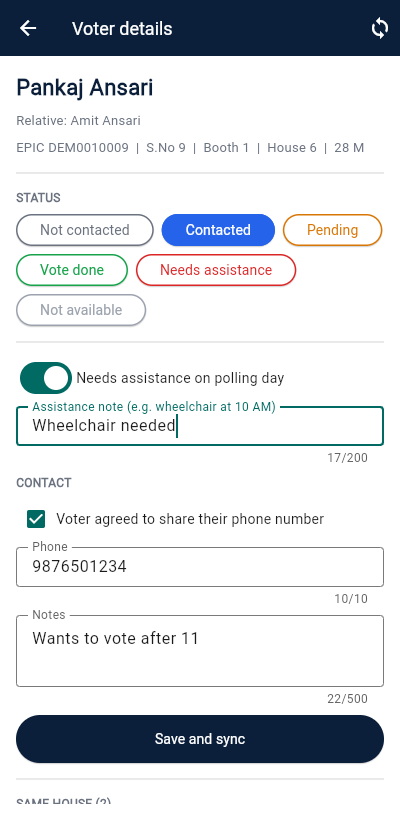 Voter details
Pankaj Ansari
Relative: Amit Ansari
EPIC DEM0010009 | S.No 9 | Booth 1 | House 6 | 28 M
STATUS
Not contacted Contacted Pending
Vote done Needs assistance
Not available
Needs assistance on polling day
Assistance note (e.g. wheelchair at 10 AM)
Wheelchair needed
17/200
CONTACT
Voter agreed to share their phone number
Phone
9876501234
10/10
Notes
Wants to vote after 11
22/500
Save and sync
SAME HOUSE (2)